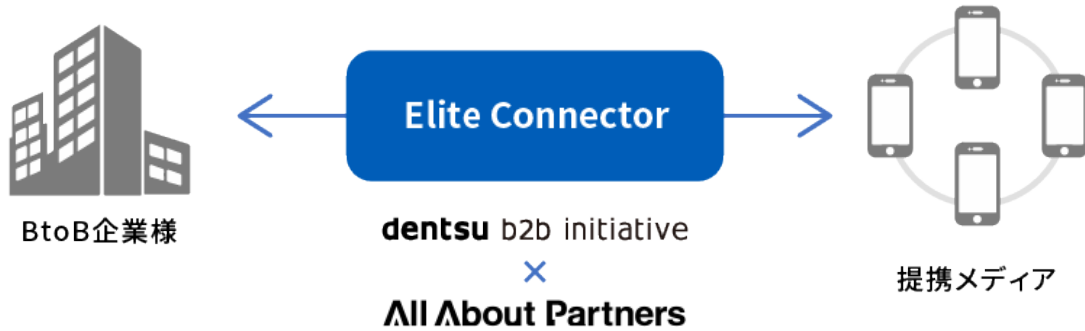 Elite Connector
BtoB企業様
dentsu b2b initiative
×
All About Partners
提携メディア